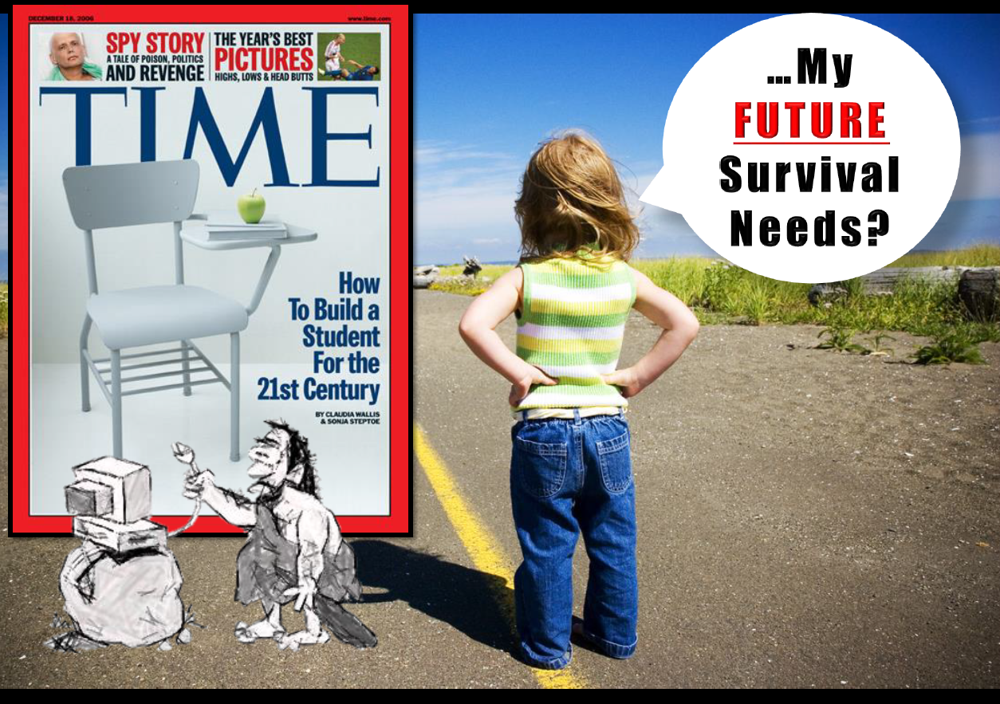 DECEMBER 18, 2006
www.time.com
SPY STORY
A TALE OF POISON, POLITICS
AND REVENGE
THE YEAR'S BEST
PICTURES
HIGHS, LOWS & HEAD BUTTS
TIME
How
To Build a
Student
For the
21st Century
BY CLAUDIA WALLIS
& SONJA STEPTOE
...My
FUTURE
Survival
Needs?